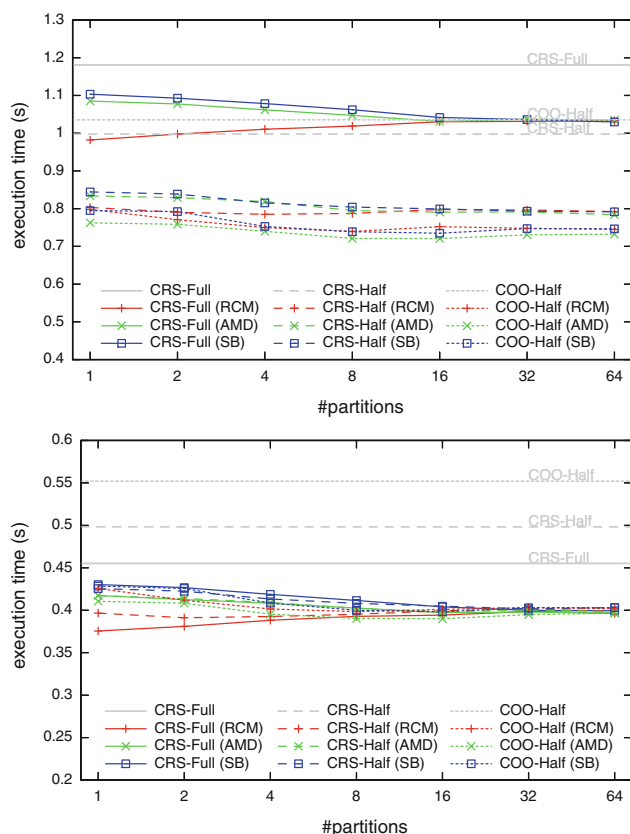 1.3
1.2
1.1
1
0.9
0.8
0.7
0.6
0.5
0.4
execution time (s)
CRS-Full
COO-Half
CRS-Half
CRS-Full CRS-Half COO-Half
CRS-Full (RCM) CRS-Half (RCM) COO-Half (RCM)
CRS-Full (AMD) CRS-Half (AMD) COO-Half (AMD)
CRS-Full (SB) CRS-Half (SB) COO-Half (SB)
1 2 4 8 16 32 64
#partitions
0.6
0.55
0.5
0.45
0.4
0.35
0.3
0.25
0.2
execution time (s)
COO-Half
CRS-Half
CRS-Full
CRS-Full CRS-Half COO-Half
CRS-Full (RCM) CRS-Half (RCM) COO-Half (RCM)
CRS-Full (AMD) CRS-Half (AMD) COO-Half (AMD)
CRS-Full (SB) CRS-Half (SB) COO-Half (SB)
1 2 4 8 16 32 64
#partitions